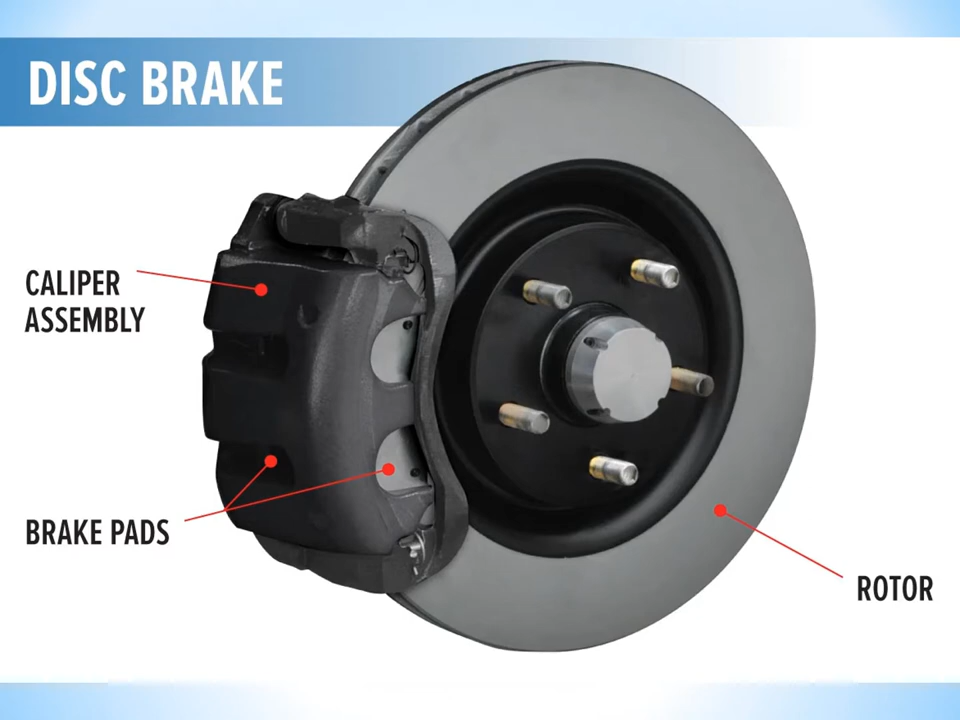 DISC BRAKE
CALIPER
ASSEMBLY
BRAKE PADS
ROTOR